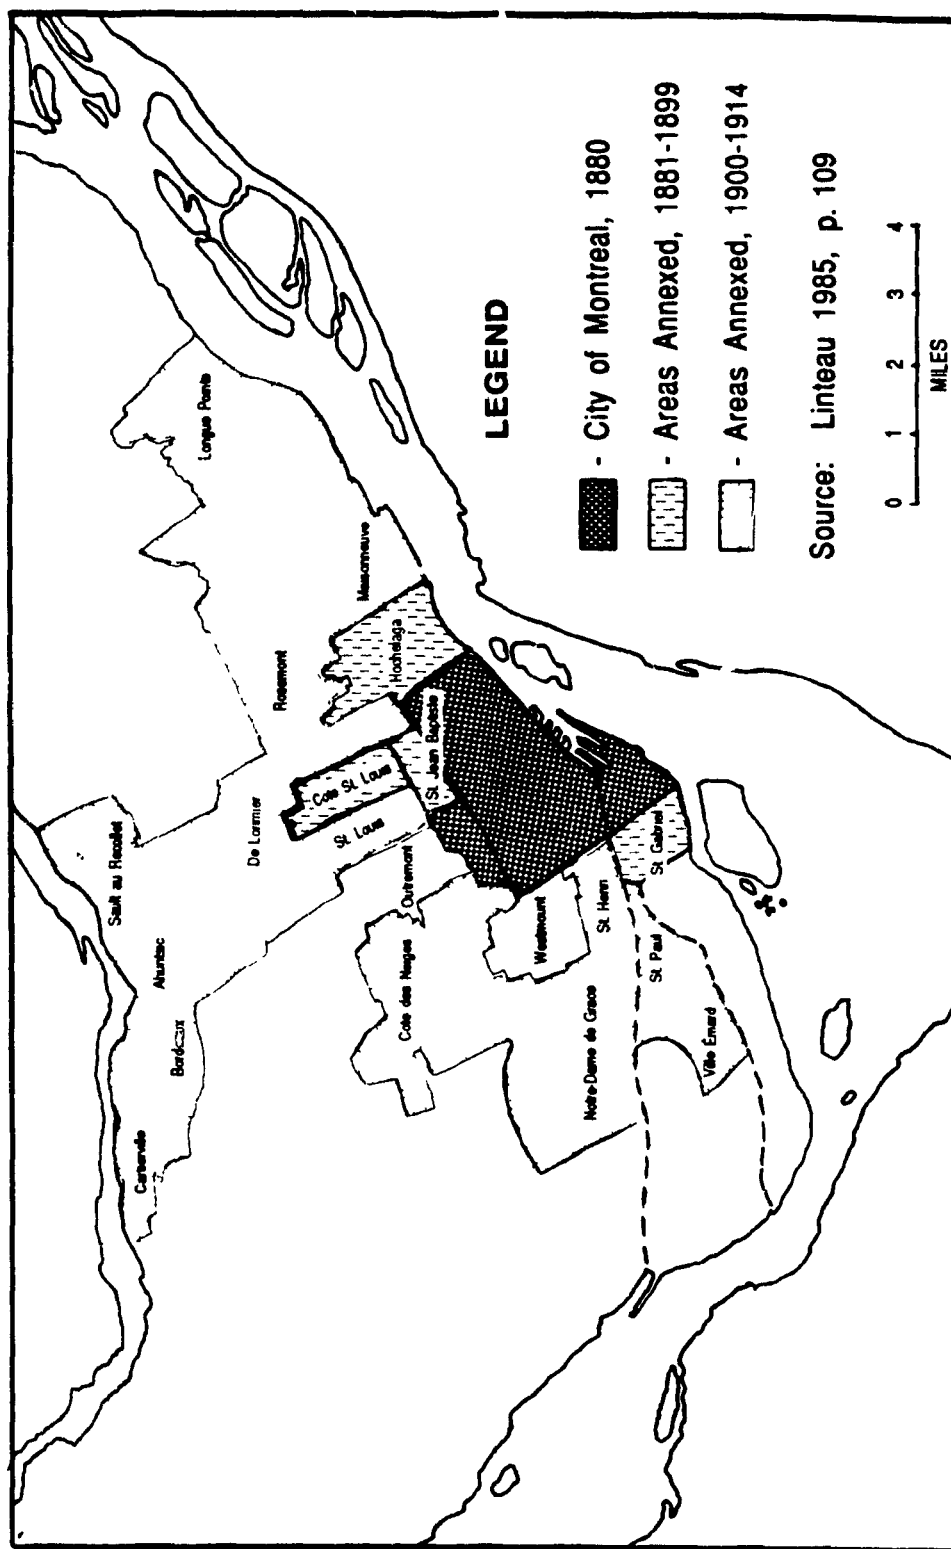 Longue Pointe
Maisonneuve
Rosemont
Hochelaga
Sault au Recollet
De Lorimier
Cote St. Louis
St. Louis
St Jean Baptiste
Ahuntsic
Outremont
Bordeaux
Cote des Neiges
Westmount
St. Henri
St Gabriel
St Paul
Cartierville
Notre-Dame de Grace
Ville Émard
LEGEND
- City of Montreal, 1880
- Areas Annexed, 1881-1899
- Areas Annexed, 1900-1914
Source: Linteau 1985, p. 109
0 1 2 3 4
MILES